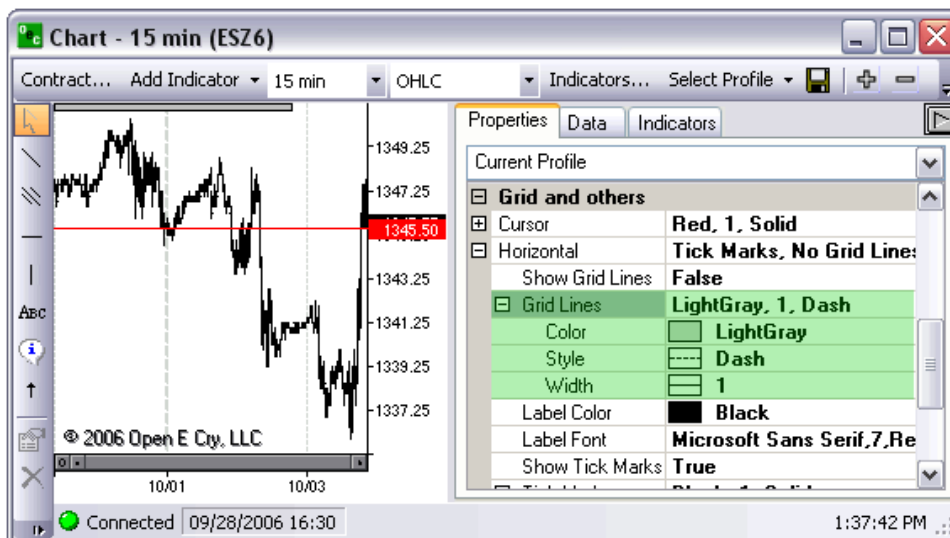 Oec Chart - 15 min (ESZ6)
Contract... Add Indicator 15 min OHLC Indicators... Select Profile
Properties Data Indicators
Current Profile
Grid and others
Cursor Red, 1, Solid
Horizontal Tick Marks, No Grid Lines
Show Grid Lines False
Grid Lines LightGray, 1, Dash
Color LightGray
Style Dash
Width 1
Label Color Black
Label Font Microsoft Sans Serif,7,Re
Show Tick Marks True
ABC
1349.25
1347.25
1345.50
1343.25
1341.25
1339.25
1337.25
© 2006 Open E Cry, LLC
10/01 10/03
Connected 09/28/2006 16:30 1:37:42 PM